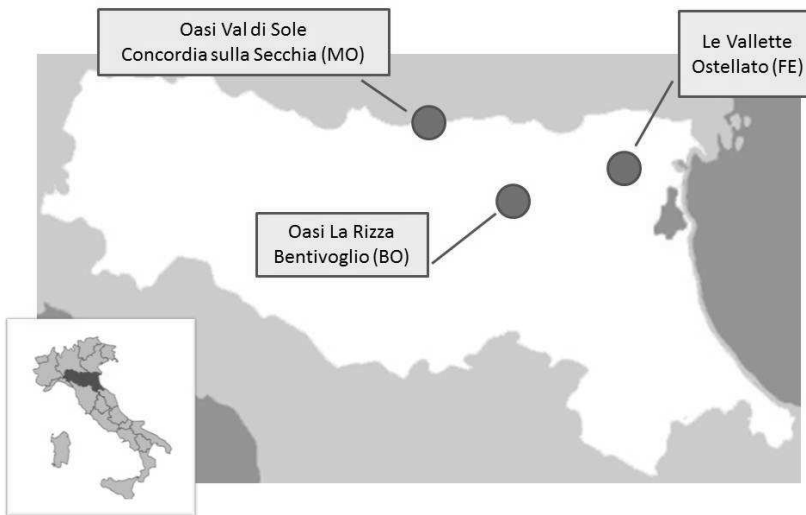 Oasi Val di Sole
Concordia sulla Secchia (MO)
Le Vallette
Ostellato (FE)
Oasi La Rizza
Bentivoglio (BO)